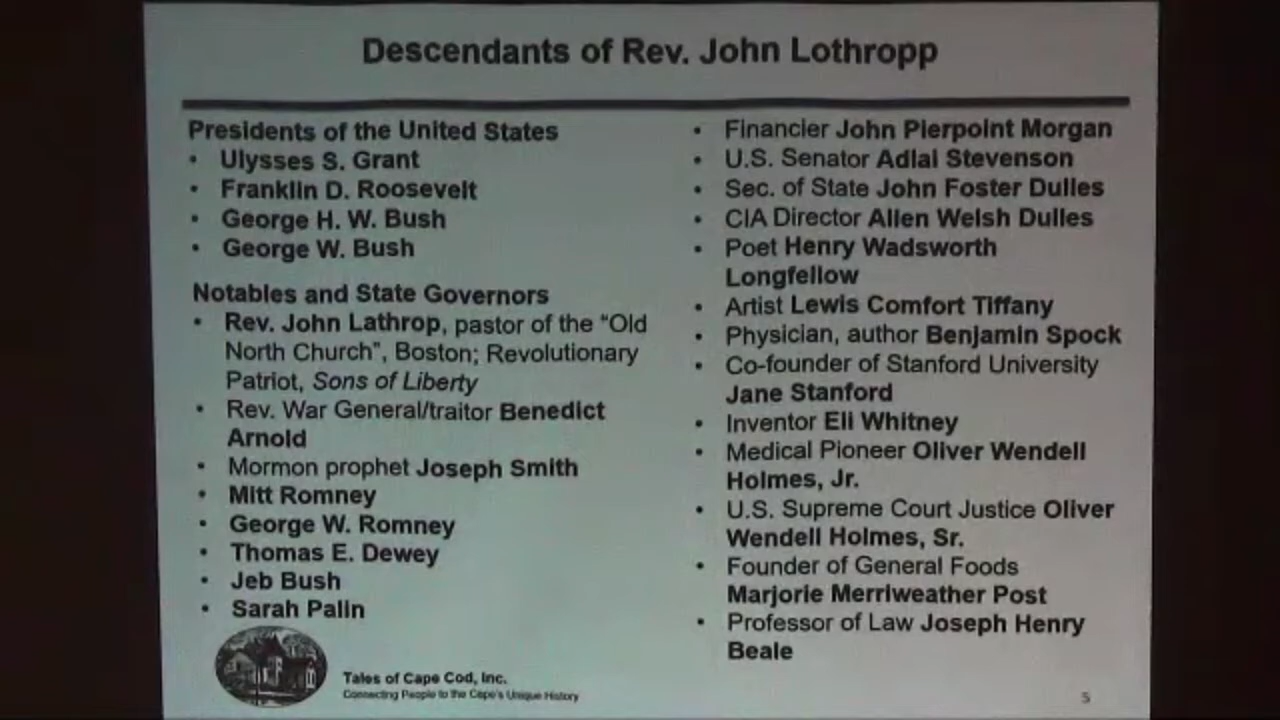 Descendants of Rev. John Lothropp
Presidents of the United States
• Ulysses S. Grant
• Franklin D. Roosevelt
• George H. W. Bush
• George W. Bush
Notables and State Governors
• Rev. John Lathrop, pastor of the “Old
North Church”, Boston; Revolutionary
Patriot, Sons of Liberty
• Rev. War General/traitor Benedict
Arnold
• Mormon prophet Joseph Smith
• Mitt Romney
• George W. Romney
• Thomas E. Dewey
• Jeb Bush
• Sarah Palin
• Financier John Pierpoint Morgan
• U.S. Senator Adlai Stevenson
• Sec. of State John Foster Dulles
• CIA Director Allen Welsh Dulles
• Poet Henry Wadsworth
Longfellow
• Artist Lewis Comfort Tiffany
• Physician, author Benjamin Spock
• Co-founder of Stanford University
Jane Stanford
• Inventor Eli Whitney
• Medical Pioneer Oliver Wendell
Holmes, Jr.
• U.S. Supreme Court Justice Oliver
Wendell Holmes, Sr.
• Founder of General Foods
Marjorie Merriweather Post
• Professor of Law Joseph Henry
Beale
Tales of Cape Cod, Inc.
Connecting People to the Cape's Unique History
5